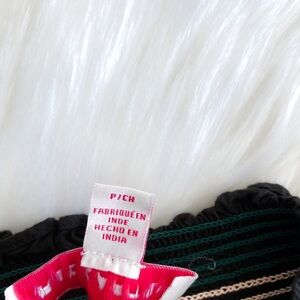 P/CH
FABRIQUÉ EN
INDE
HECHO EN
INDIA